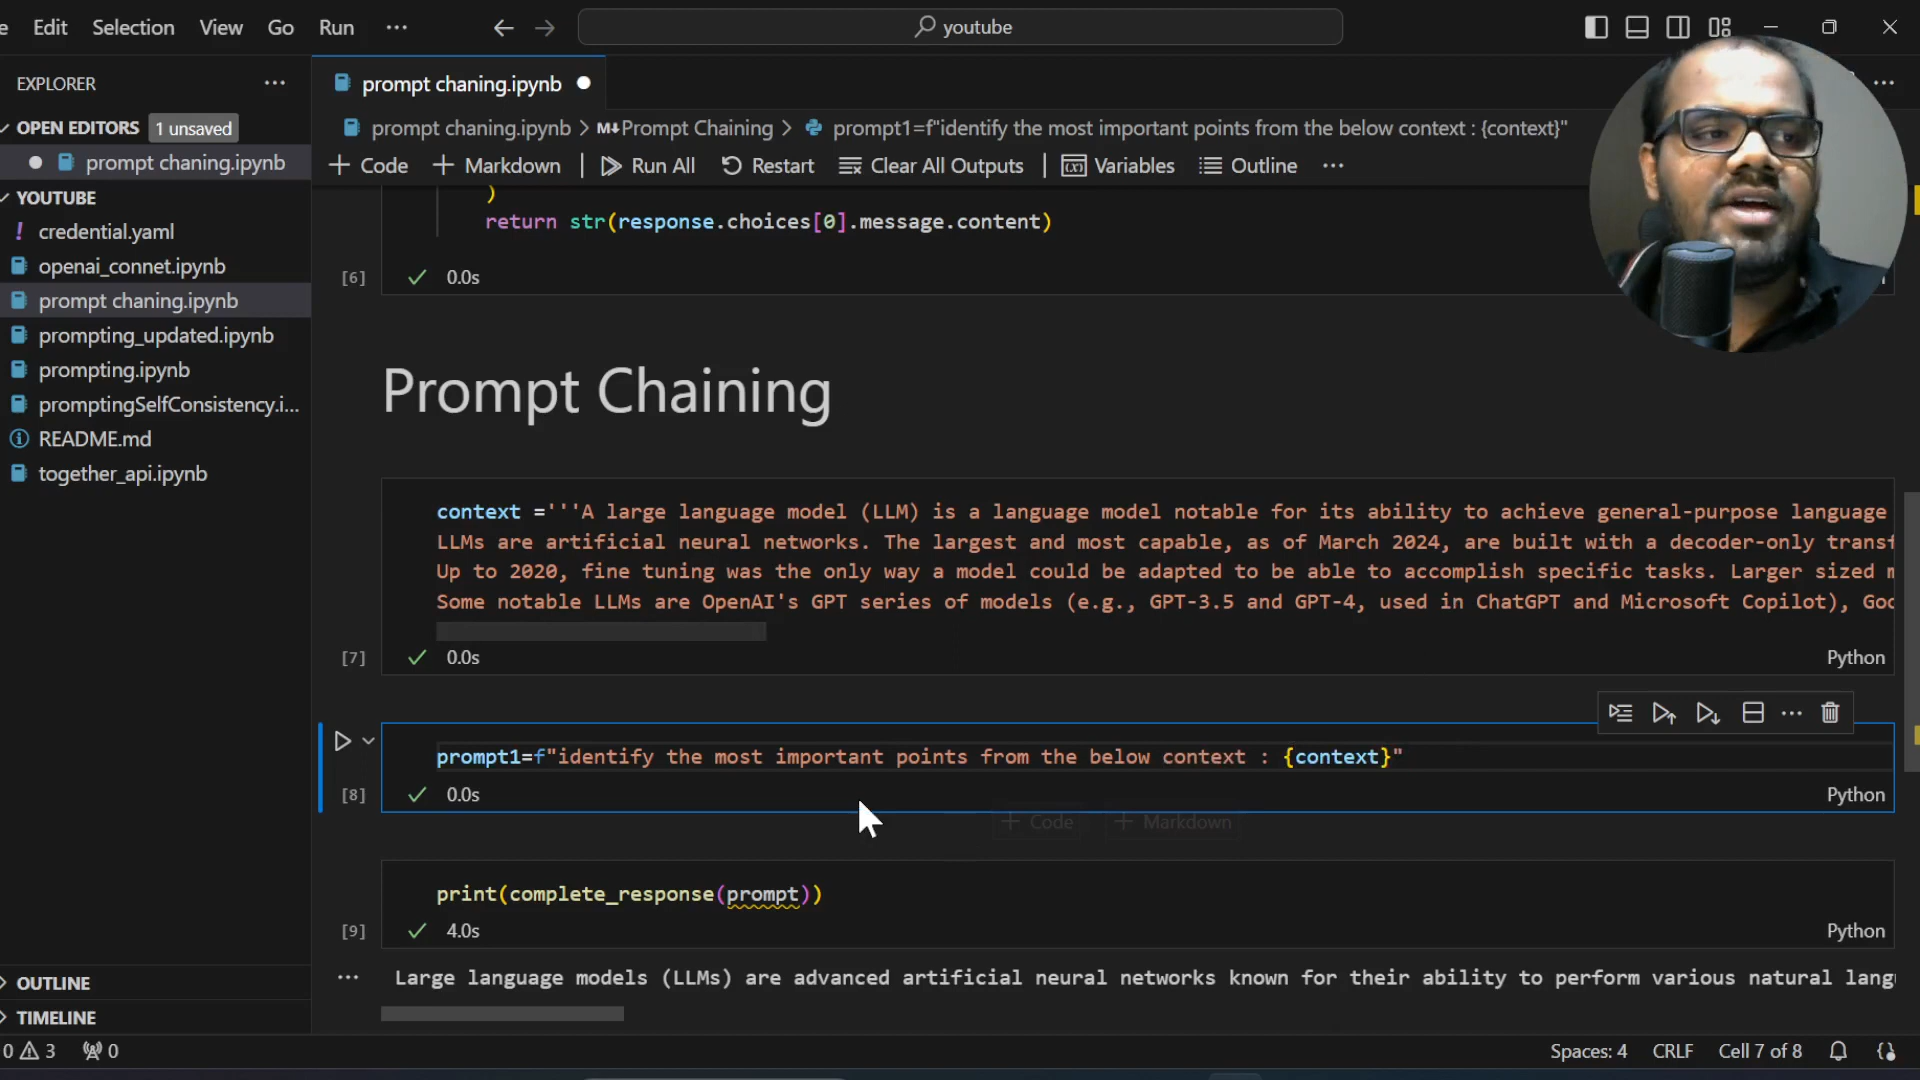 Edit Selection View Go Run ···
youtube
EXPLORER ···
OPEN EDITORS 1 unsaved
prompt chaning.ipynb
YOUTUBE
! credential.yaml
openai_connet.ipynb
prompt chaning.ipynb
prompting_updated.ipynb
prompting.ipynb
promptingSelfConsistency.i...
README.md
together_api.ipynb
OUTLINE
TIMELINE
prompt chaning.ipynb
prompt chaning.ipynb > M↓Prompt Chaining > prompt1=f"identify the most important points from the below context : {context}"
+ Code + Markdown | Run All Restart Clear All Outputs | Variables Outline ···
)
return str(response.choices[0].message.content)
[6] ✓ 0.0s
Prompt Chaining
context ='''A large language model (LLM) is a language model notable for its ability to achieve general-purpose language
LLMs are artificial neural networks. The largest and most capable, as of March 2024, are built with a decoder-only transf
Up to 2020, fine tuning was the only way a model could be adapted to be able to accomplish specific tasks. Larger sized m
Some notable LLMs are OpenAI's GPT series of models (e.g., GPT-3.5 and GPT-4, used in ChatGPT and Microsoft Copilot), Goo
[7] ✓ 0.0s Python
prompt1=f"identify the most important points from the below context : {context}"
[8] ✓ 0.0s Python
+ Code + Markdown
print(complete_response(prompt))
[9] ✓ 4.0s Python
··· Large language models (LLMs) are advanced artificial neural networks known for their ability to perform various natural lang
0 3 0
Spaces: 4 CRLF Cell 7 of 8